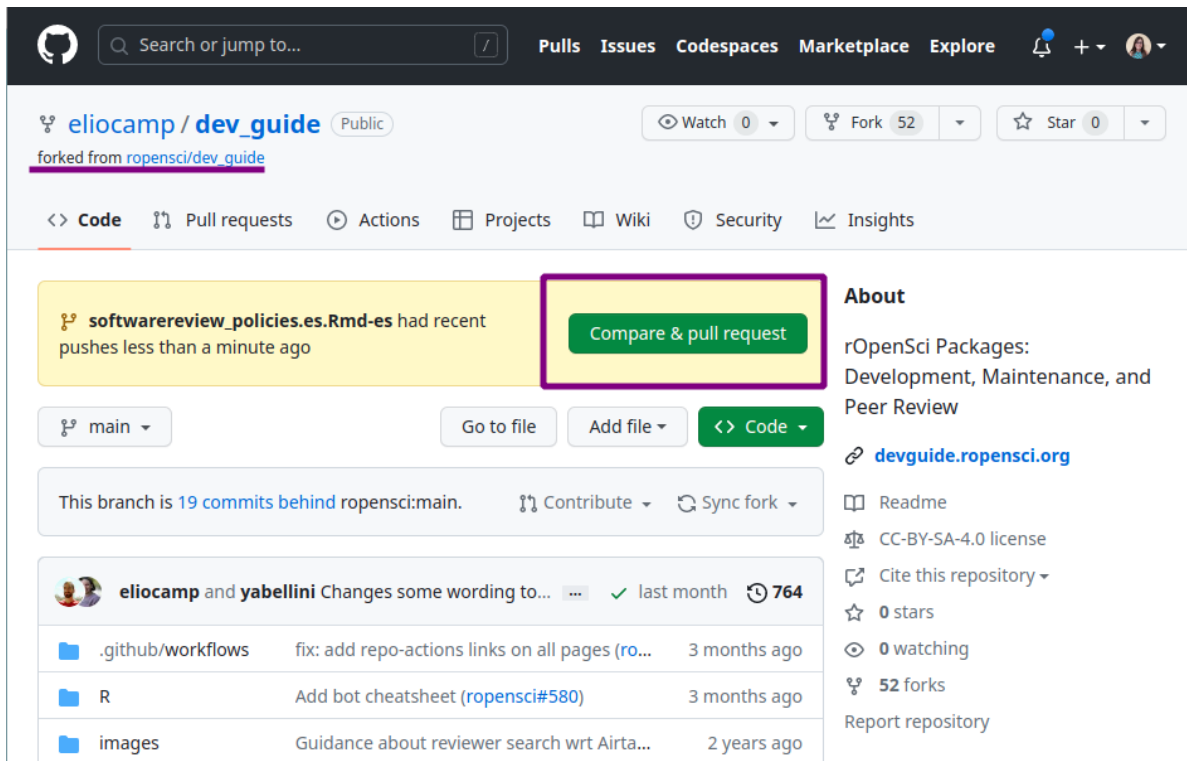 Search or jump to... / Pulls Issues Codespaces Marketplace Explore
eliocamp / dev_guide Public Watch 0 Fork 52 Star 0
forked from ropensci/dev_guide
<> Code Pull requests Actions Projects Wiki Security Insights
softwarereview_policies.es.Rmd-es had recent
pushes less than a minute ago
Compare & pull request
main Go to file Add file <> Code
This branch is 19 commits behind ropensci:main. Contribute Sync fork
eliocamp and yabellini Changes some wording to... ... last month 764
.github/workflows fix: add repo-actions links on all pages (ro... 3 months ago
R Add bot cheatsheet (ropensci#580) 3 months ago
images Guidance about reviewer search wrt Airta... 2 years ago
About
rOpenSci Packages:
Development, Maintenance, and
Peer Review
devguide.ropensci.org
Readme
CC-BY-SA-4.0 license
Cite this repository
0 stars
0 watching
52 forks
Report repository